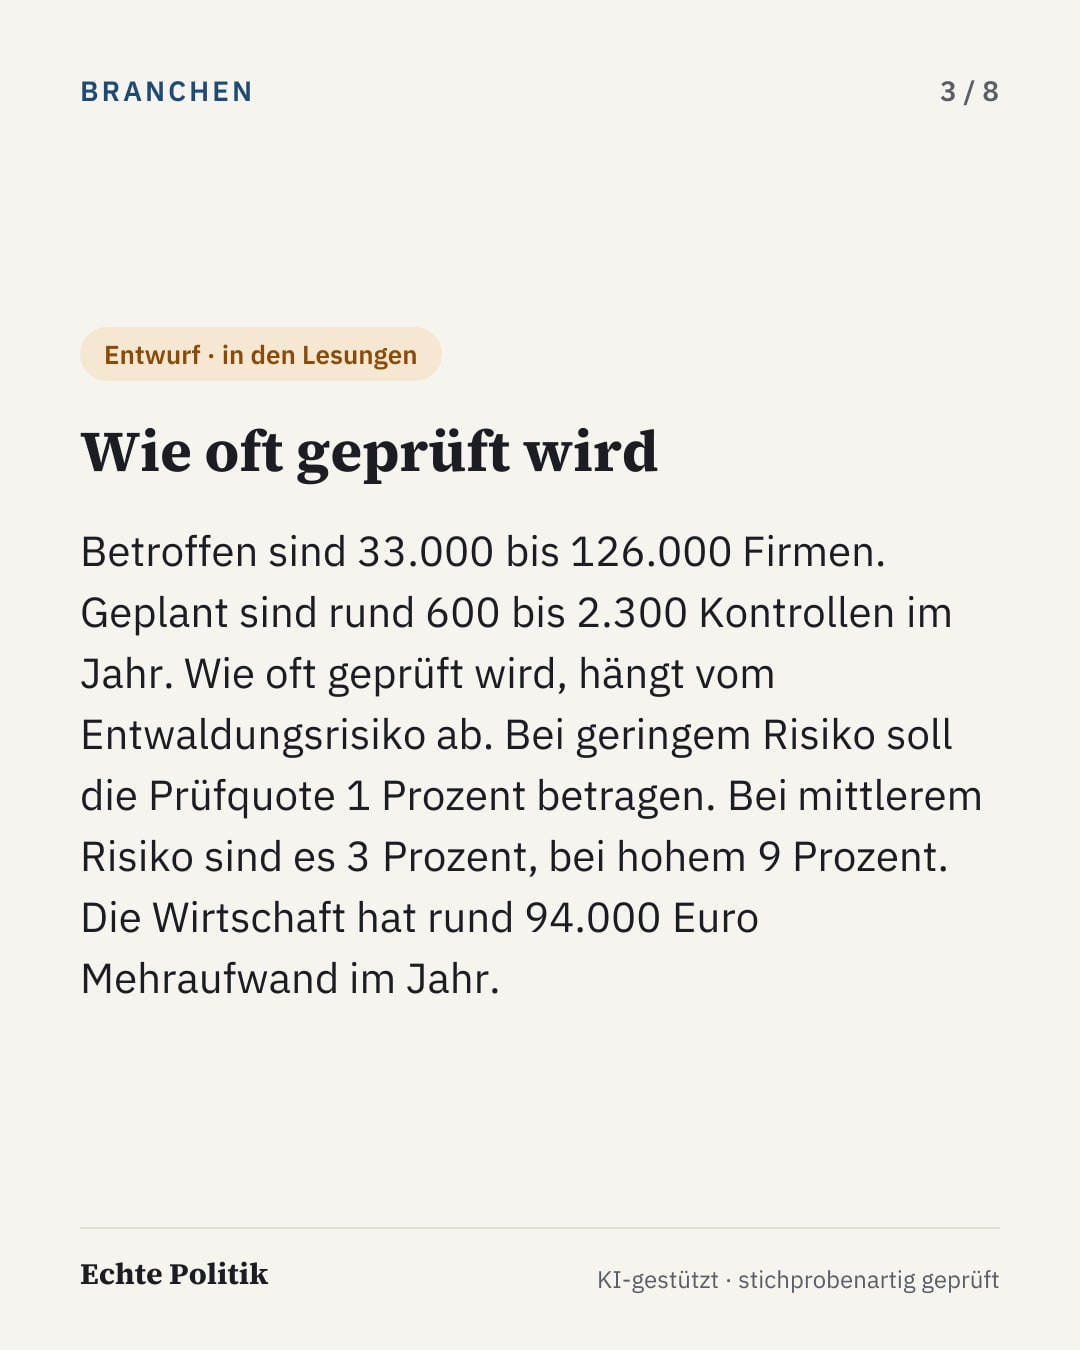 BRANCHEN
3 / 8
Entwurf · in den Lesungen
Wie oft geprüft wird
Betroffen sind 33.000 bis 126.000 Firmen.
Geplant sind rund 600 bis 2.300 Kontrollen im
Jahr. Wie oft geprüft wird, hängt vom
Entwaldungsrisiko ab. Bei geringem Risiko soll
die Prüfquote 1 Prozent betragen. Bei mittlerem
Risiko sind es 3 Prozent, bei hohem 9 Prozent.
Die Wirtschaft hat rund 94.000 Euro
Mehraufwand im Jahr.
Echte Politik
KI-gestützt · stichprobenartig geprüft